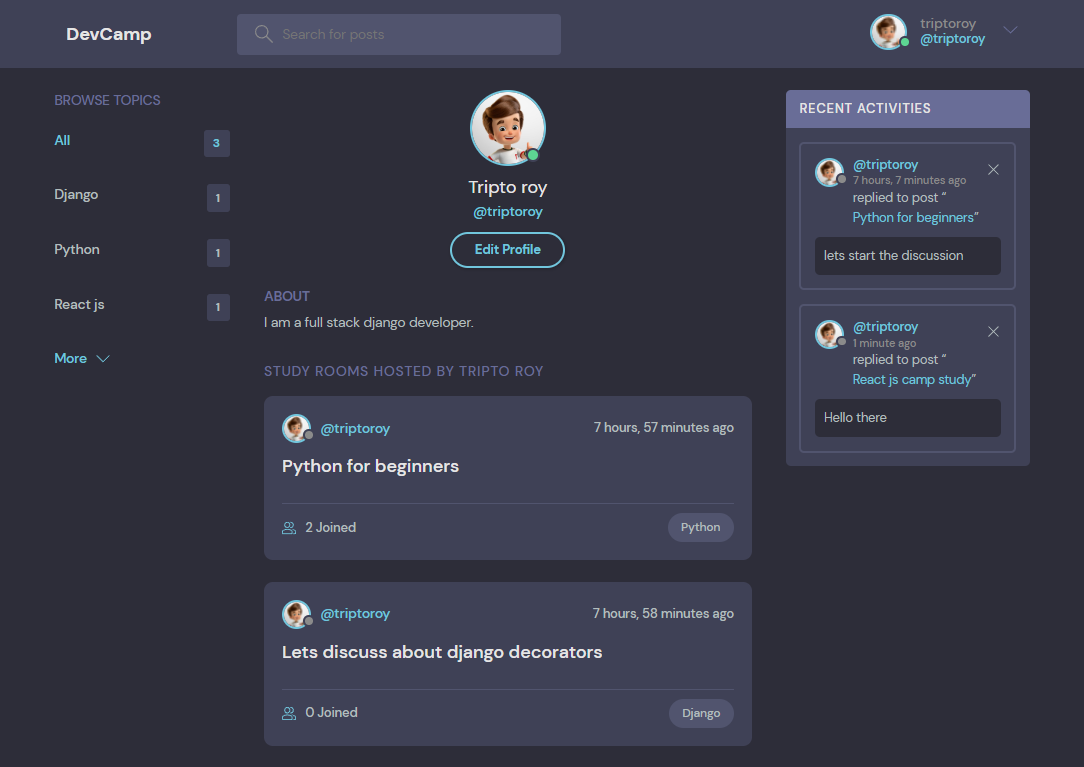 DevCamp
Search for posts
triptoroy
@triptoroy
BROWSE TOPICS
All
3
Django
1
Python
1
React js
1
More
Tripto roy
@triptoroy
Edit Profile
ABOUT
I am a full stack django developer.
STUDY ROOMS HOSTED BY TRIPTO ROY
@triptoroy
7 hours, 57 minutes ago
Python for beginners
2 Joined
Python
@triptoroy
7 hours, 58 minutes ago
Lets discuss about django decorators
0 Joined
Django
RECENT ACTIVITIES
@triptoroy
7 hours, 7 minutes ago
replied to post “
Python for beginners”
lets start the discussion
@triptoroy
1 minute ago
replied to post “
React js camp study”
Hello there